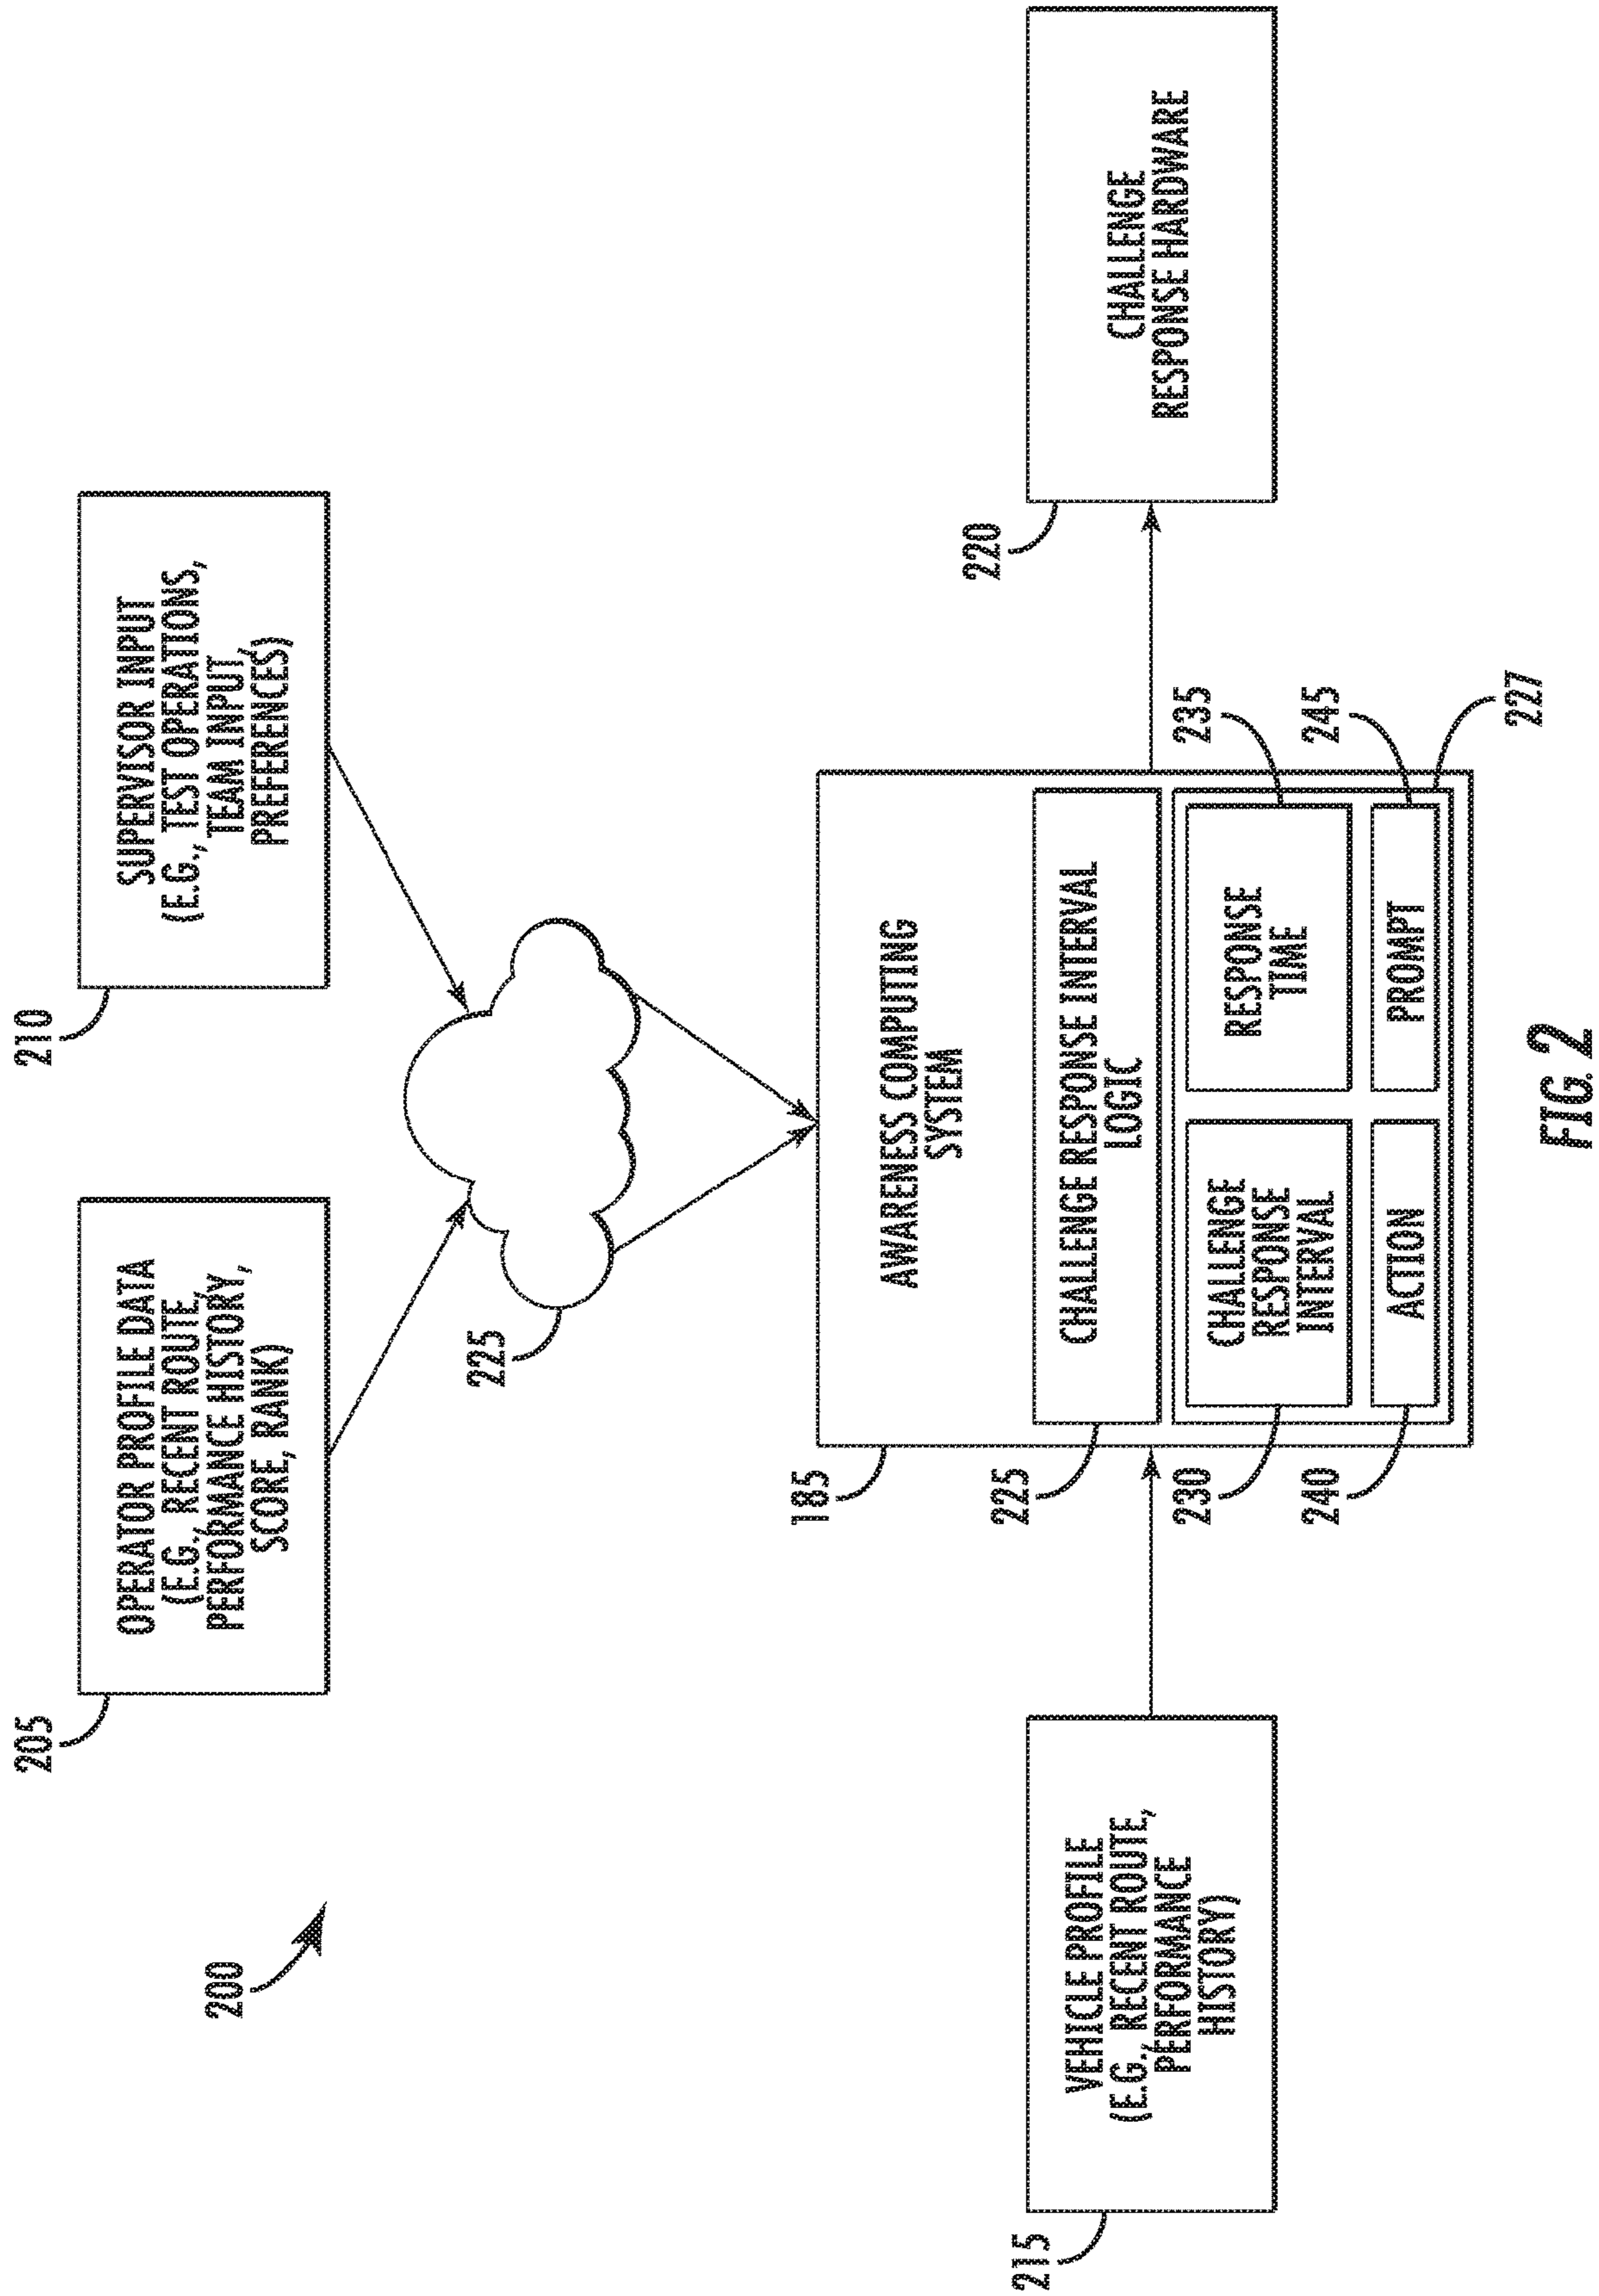 200
205
OPERATOR PROFILE DATA
(E.G., RECENT ROUTE,
PERFORMANCE HISTORY,
SCORE, RANK)
210
SUPERVISOR INPUT
(E.G., TEST OPERATIONS,
TEAM INPUT,
PREFERENCES)
225
215
VEHICLE PROFILE
(E.G., RECENT ROUTE,
PERFORMANCE
HISTORY)
185
AWARENESS COMPUTING
SYSTEM
225
CHALLENGE RESPONSE INTERVAL
LOGIC
230
CHALLENGE
RESPONSE
INTERVAL
235
RESPONSE
TIME
240
ACTION
245
PROMPT
227
220
CHALLENGE
RESPONSE HARDWARE
FIG. 2